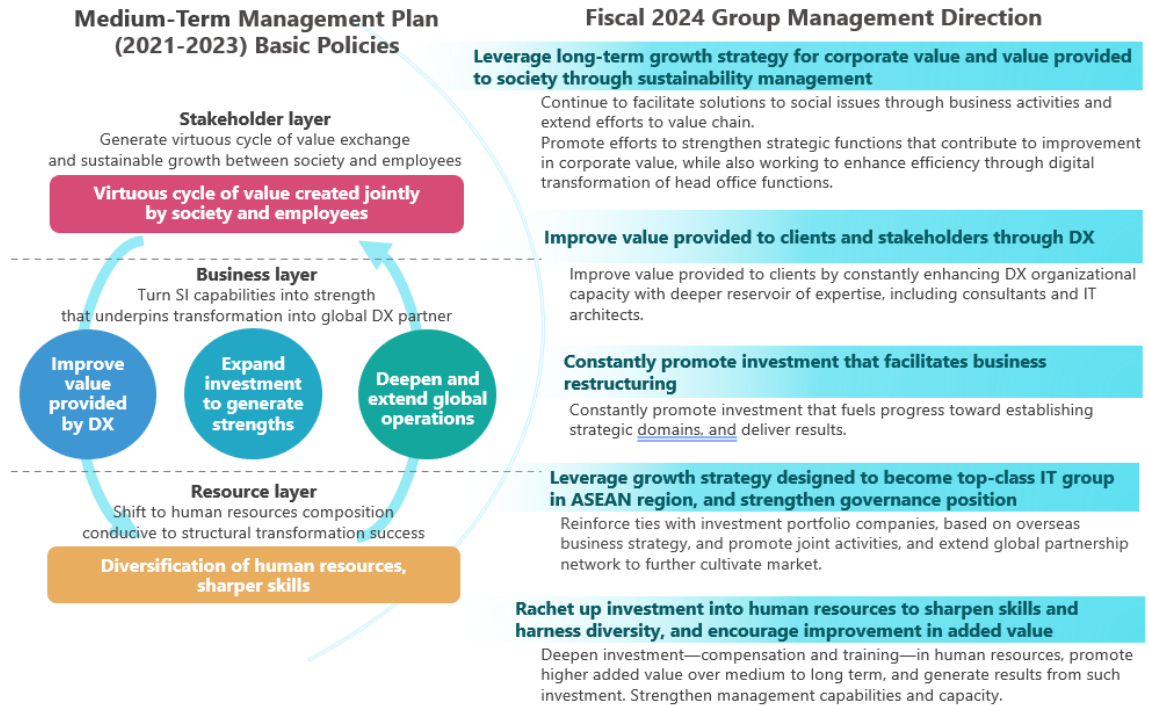 Medium-Term Management Plan
(2021-2023) Basic Policies
Stakeholder layer
Generate virtuous cycle of value exchange
and sustainable growth between society and employees
Virtuous cycle of value created jointly
by society and employees
Business layer
Turn SI capabilities into strength
that underpins transformation into global DX partner
Improve
value
provided
by DX
Expand
investment
to generate
strengths
Deepen and
extend global
operations
Resource layer
Shift to human resources composition
conducive to structural transformation success
Diversification of human resources,
sharper skills
Fiscal 2024 Group Management Direction
Leverage long-term growth strategy for corporate value and value provided
to society through sustainability management
Continue to facilitate solutions to social issues through business activities and
extend efforts to value chain.
Promote efforts to strengthen strategic functions that contribute to improvement
in corporate value, while also working to enhance efficiency through digital
transformation of head office functions.
Improve value provided to clients and stakeholders through DX
Improve value provided to clients by constantly enhancing DX organizational
capacity with deeper reservoir of expertise, including consultants and IT
architects.
Constantly promote investment that facilitates business
restructuring
Constantly promote investment that fuels progress toward establishing
strategic domains, and deliver results.
Leverage growth strategy designed to become top-class IT group
in ASEAN region, and strengthen governance position
Reinforce ties with investment portfolio companies, based on overseas
business strategy, and promote joint activities, and extend global partnership
network to further cultivate market.
Rachet up investment into human resources to sharpen skills and
harness diversity, and encourage improvement in added value
Deepen investment—compensation and training—in human resources, promote
higher added value over medium to long term, and generate results from such
investment. Strengthen management capabilities and capacity.